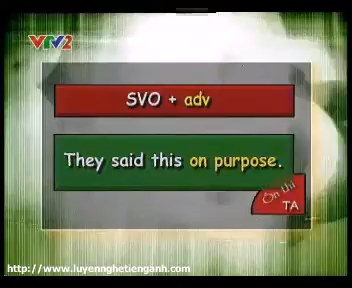 VTV2
SVO + adv
They said this on purpose.
Ôn thi
TA
http://www.luyennghetienganh.com